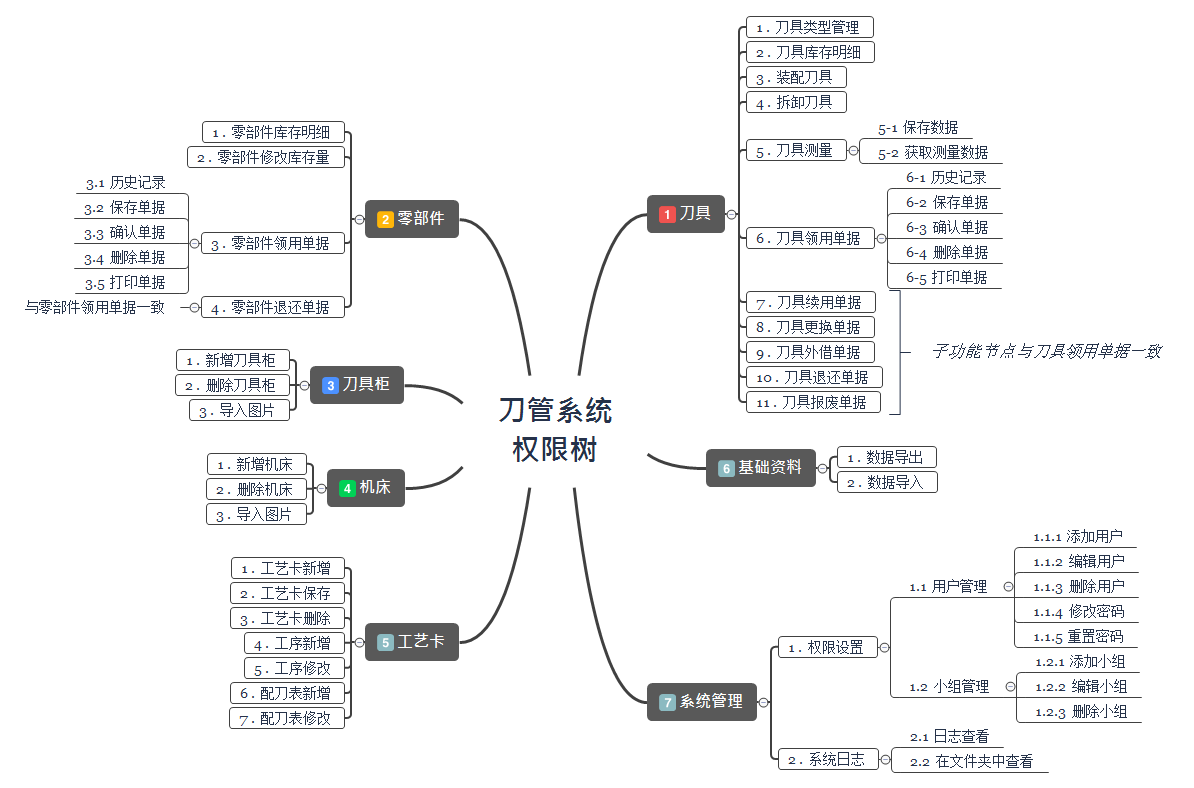 刀管系统
权限树
1 刀具
1 . 刀具类型管理
2 . 刀具库存明细
3 . 装配刀具
4 . 拆卸刀具
5 . 刀具测量
5-1 保存数据
5-2 获取测量数据
6 . 刀具领用单据
6-1 历史记录
6-2 保存单据
6-3 确认单据
6-4 删除单据
6-5 打印单据
7 . 刀具续用单据
8 . 刀具更换单据
9 . 刀具外借单据
10 . 刀具退还单据
11 . 刀具报废单据
子功能节点与刀具领用单据一致
2 零部件
1 . 零部件库存明细
2 . 零部件修改库存量
3 . 零部件领用单据
3.1 历史记录
3.2 保存单据
3.3 确认单据
3.4 删除单据
3.5 打印单据
4 . 零部件退还单据
与零部件领用单据一致
3 刀具柜
1 . 新增刀具柜
2 . 删除刀具柜
3 . 导入图片
4 机床
1 . 新增机床
2 . 删除机床
3 . 导入图片
5 工艺卡
1 . 工艺卡新增
2 . 工艺卡保存
3 . 工艺卡删除
4 . 工序新增
5 . 工序修改
6 . 配刀表新增
7 . 配刀表修改
6 基础资料
1 . 数据导出
2 . 数据导入
7 系统管理
1 . 权限设置
1.1 用户管理
1.1.1 添加用户
1.1.2 编辑用户
1.1.3 删除用户
1.1.4 修改密码
1.1.5 重置密码
1.2 小组管理
1.2.1 添加小组
1.2.2 编辑小组
1.2.3 删除小组
2 . 系统日志
2.1 日志查看
2.2 在文件夹中查看